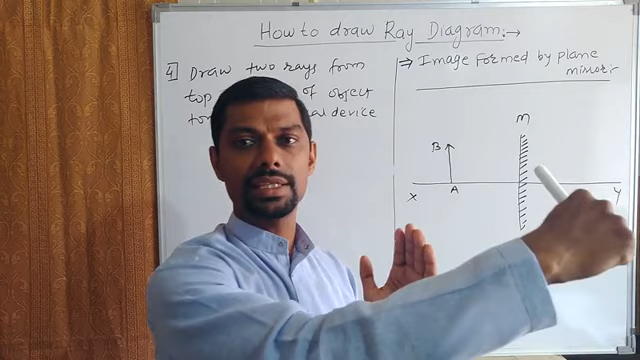 How to draw Ray Diagram:→
4] Draw two rays from
top of object
al device
⇒ Image formed by plane
mirror:
M
B
A
X
Y